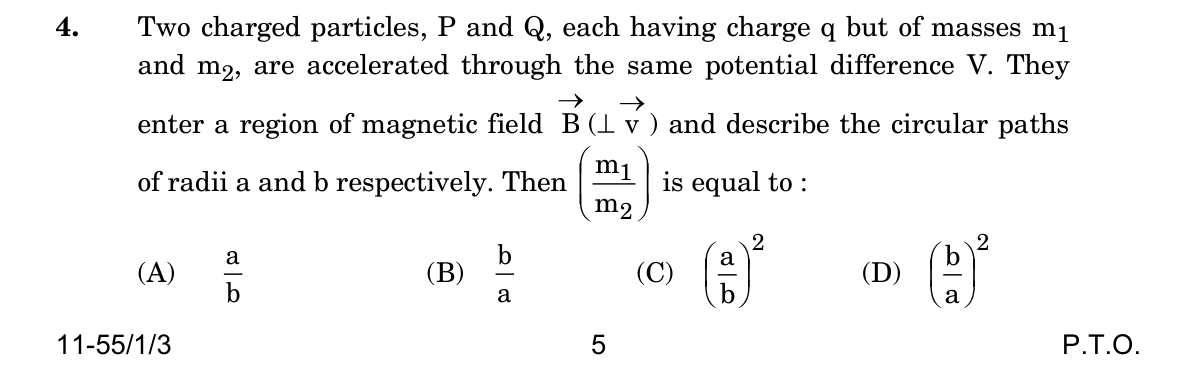 4. Two charged particles, P and Q, each having charge q but of masses m₁
and m₂, are accelerated through the same potential difference V. They
enter a region of magnetic field B⃗ (⊥ v⃗ ) and describe the circular paths
of radii a and b respectively. Then (m₁/m₂) is equal to :
(A) a/b (B) b/a (C) (a/b)² (D) (b/a)²
11-55/1/3 5 P.T.O.